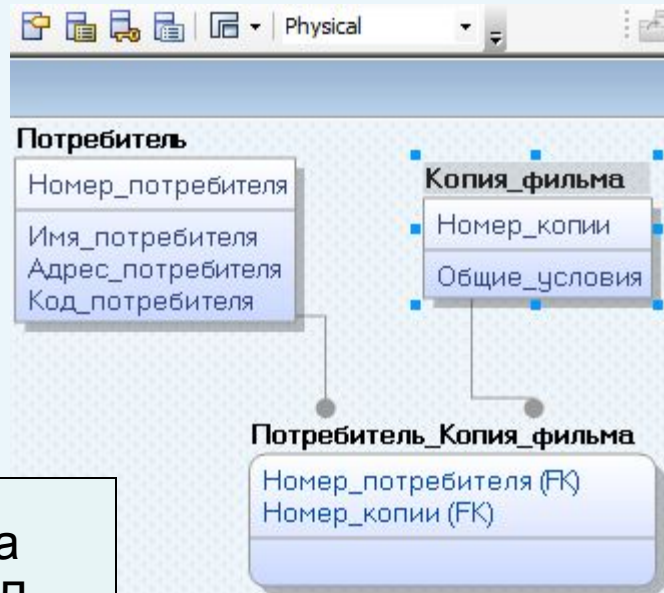 Physical
Потребитель
Номер_потребителя
Имя_потребителя
Адрес_потребителя
Код_потребителя
Копия_фильма
Номер_копии
Общие_условия
Потребитель_Копия_фильма
Номер_потребителя (FK)
Номер_копии (FK)
а